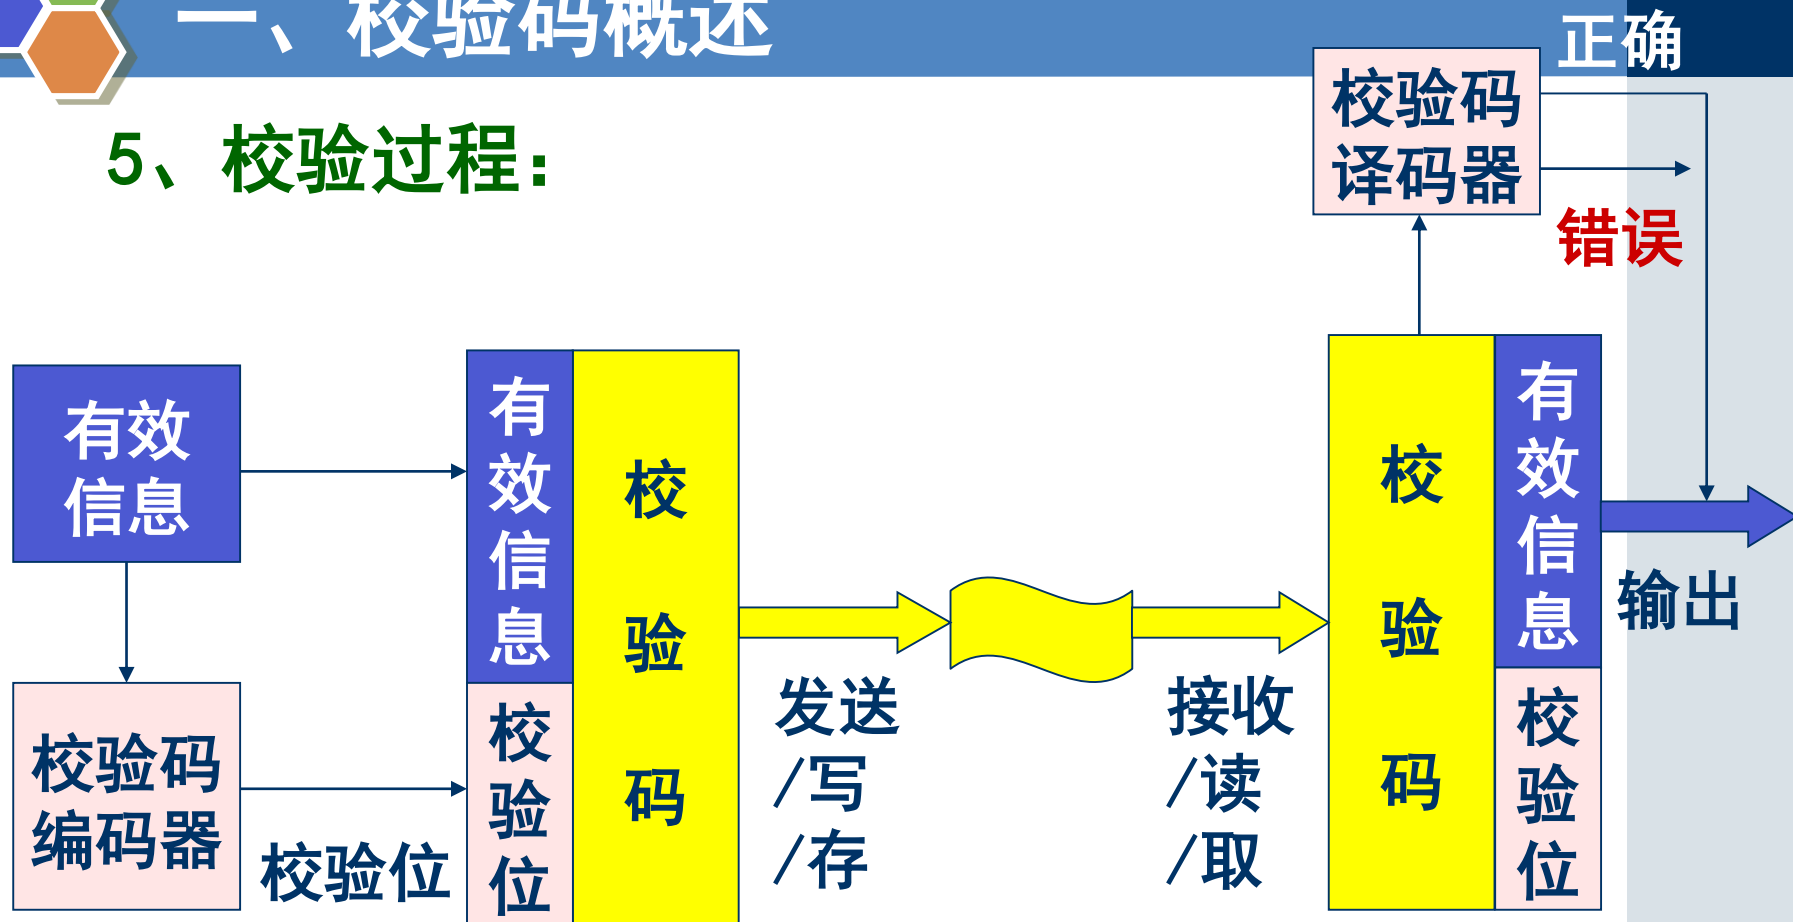 一、校验码概述
5、校验过程：
正确
校验码
译码器
错误
有效
信息
校验码
编码器
校验位
有
效
信
息
校
验
位
校
验
码
发送
/写
/存
接收
/读
/取
校
验
码
有
效
信
息
校
验
位
输出